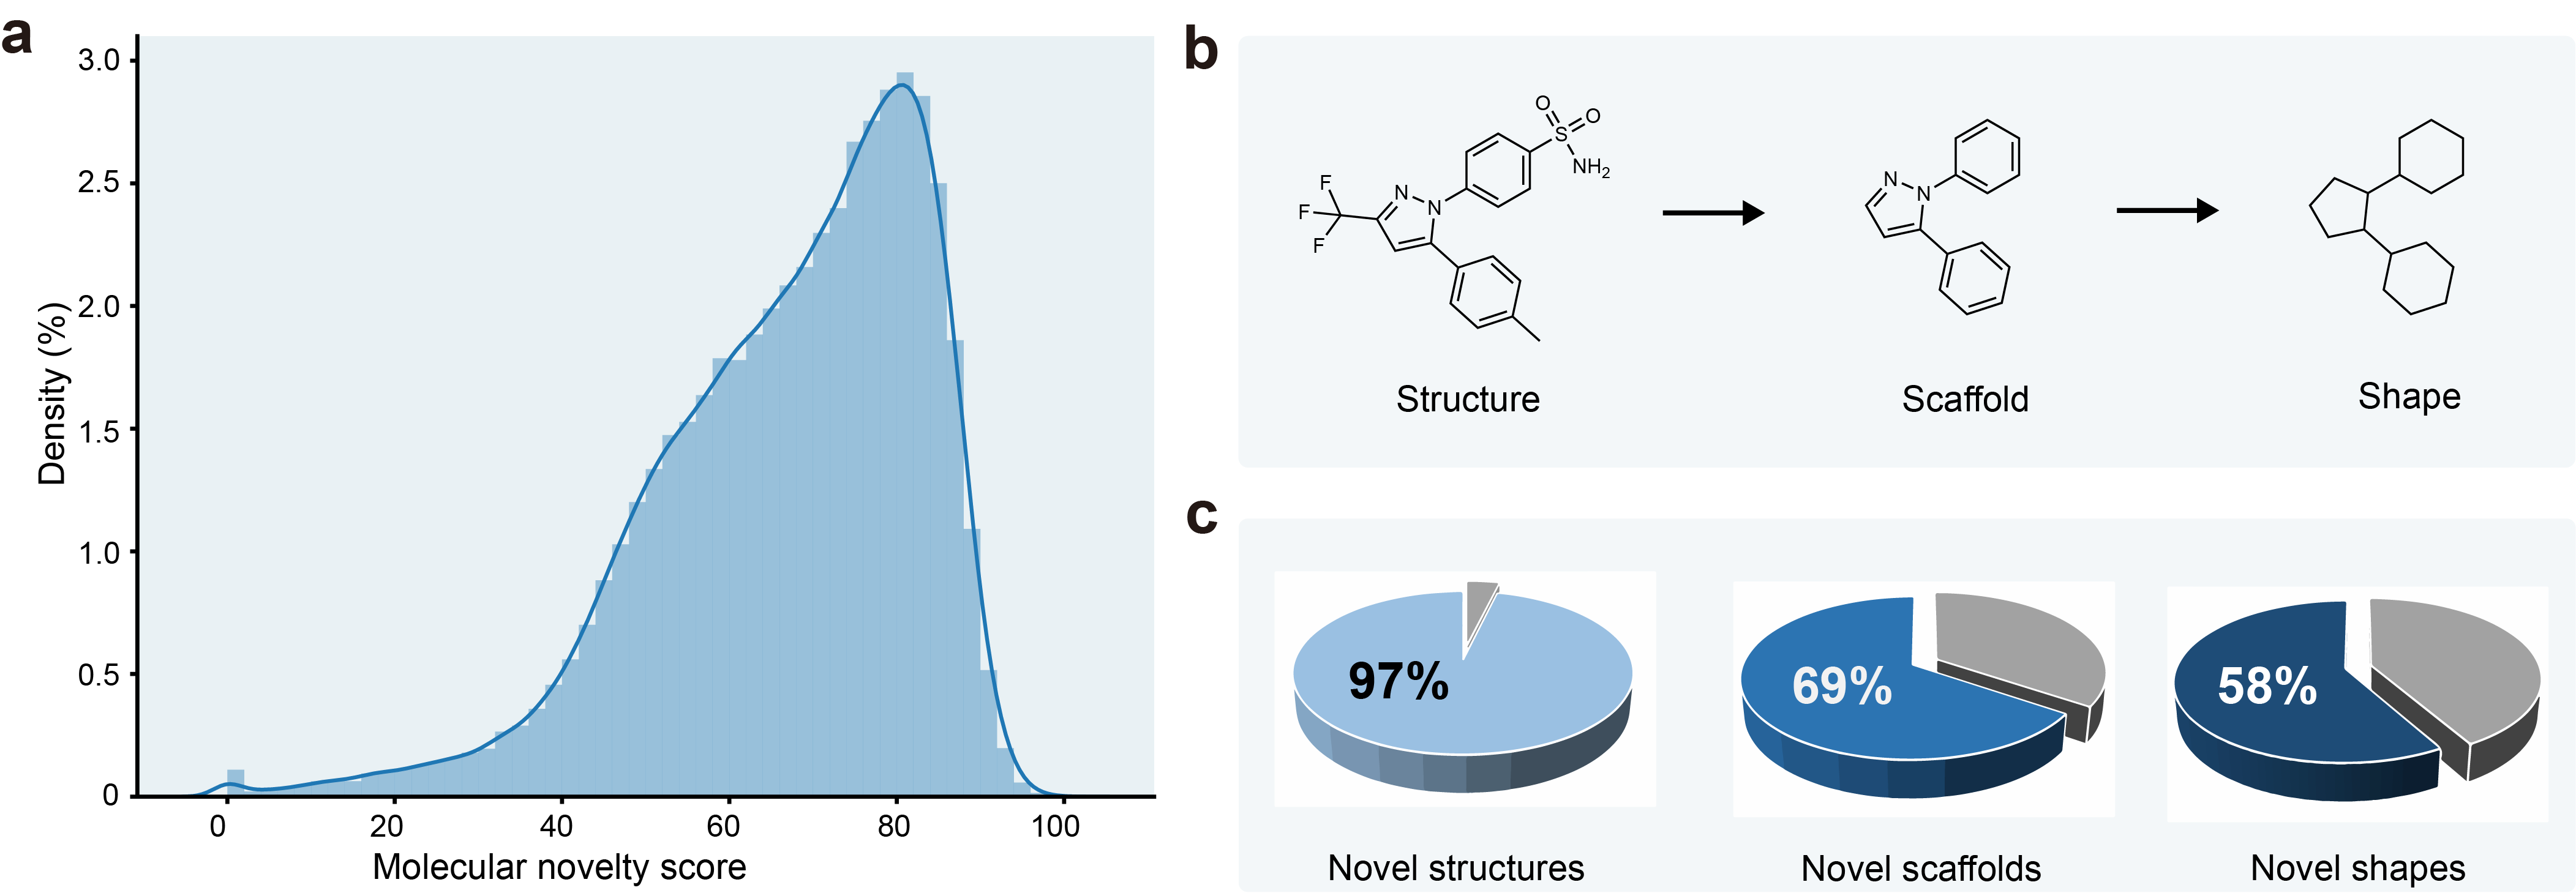 a
3.0
2.5
2.0
1.5
1.0
0.5
0
Density (%)
0 20 40 60 80 100
Molecular novelty score
b
O
O
S
NH2
F
F
F
N
N
N
N
Structure
Scaffold
Shape
c
97%
69%
58%
Novel structures
Novel scaffolds
Novel shapes